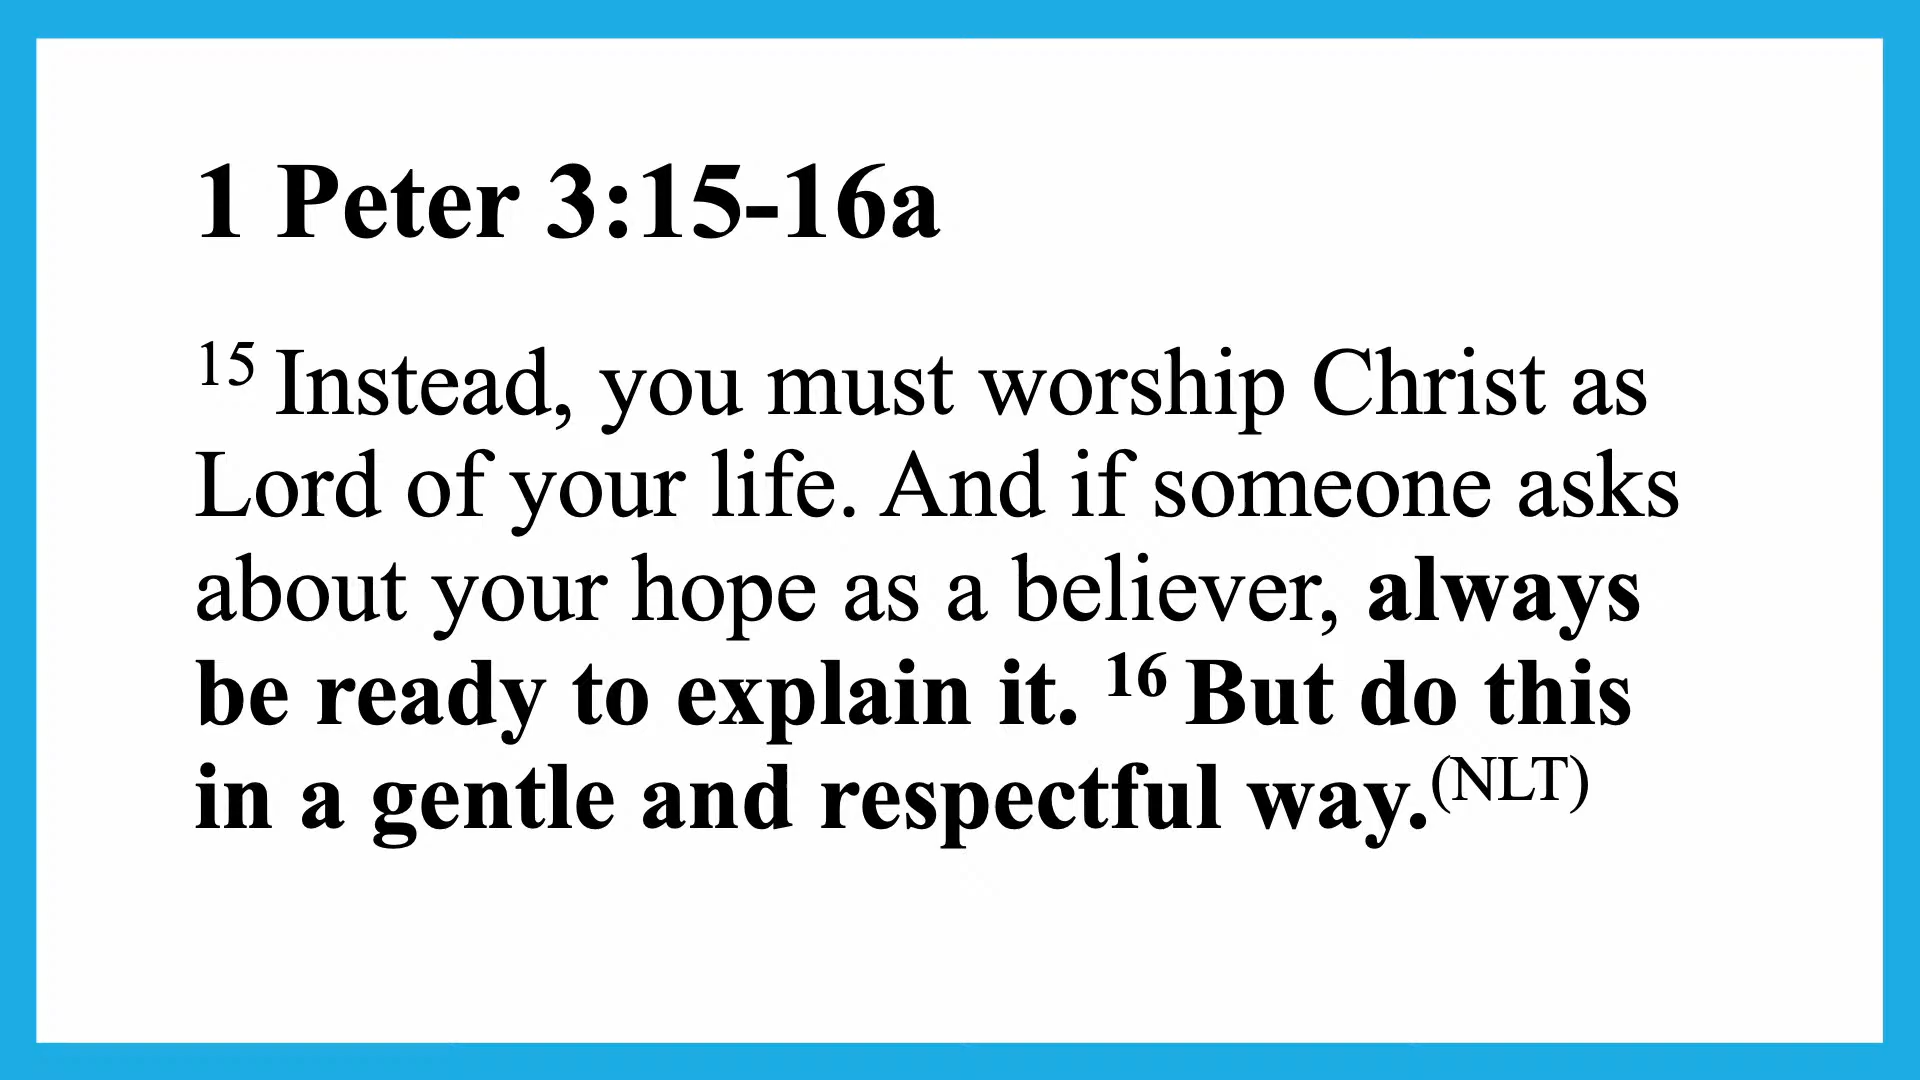 1 Peter 3:15-16a
15 Instead, you must worship Christ as
Lord of your life. And if someone asks
about your hope as a believer, always
be ready to explain it. 16 But do this
in a gentle and respectful way.(NLT)